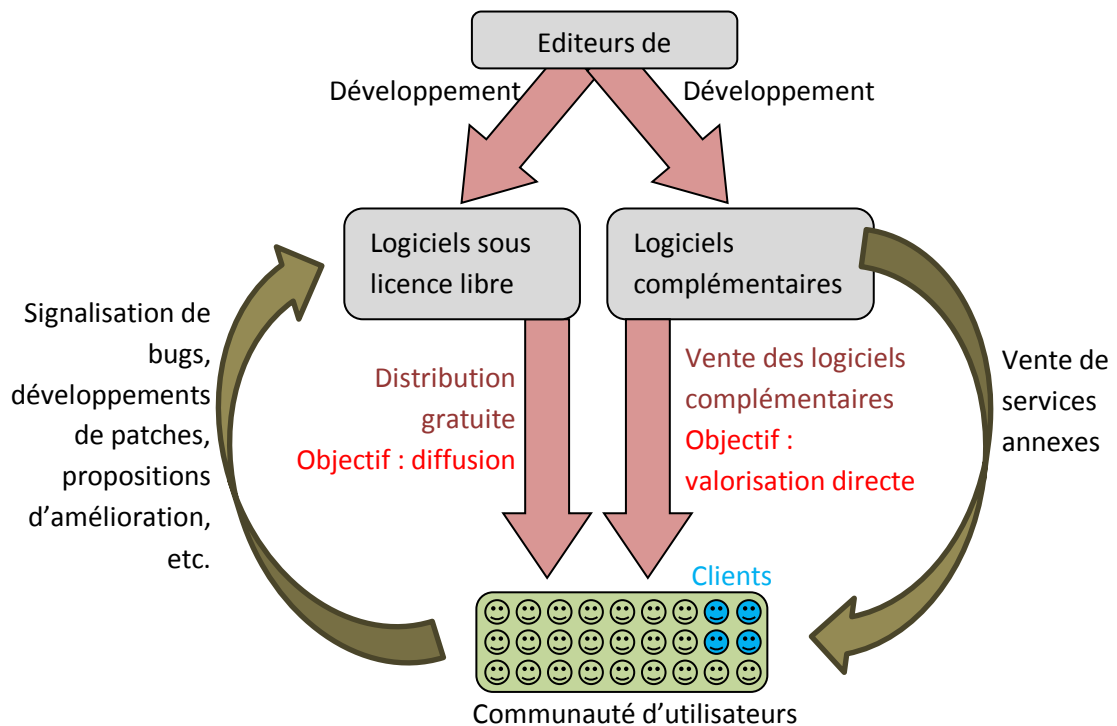 Editeurs de
Développement
Développement
Logiciels sous
licence libre
Logiciels
complémentaires
Signalisation de
bugs,
développements
de patches,
propositions
d’amélioration,
etc.
Distribution
gratuite
Objectif : diffusion
Vente des logiciels
complémentaires
Objectif :
valorisation directe
Vente de
services
annexes
Clients
Communauté d’utilisateurs